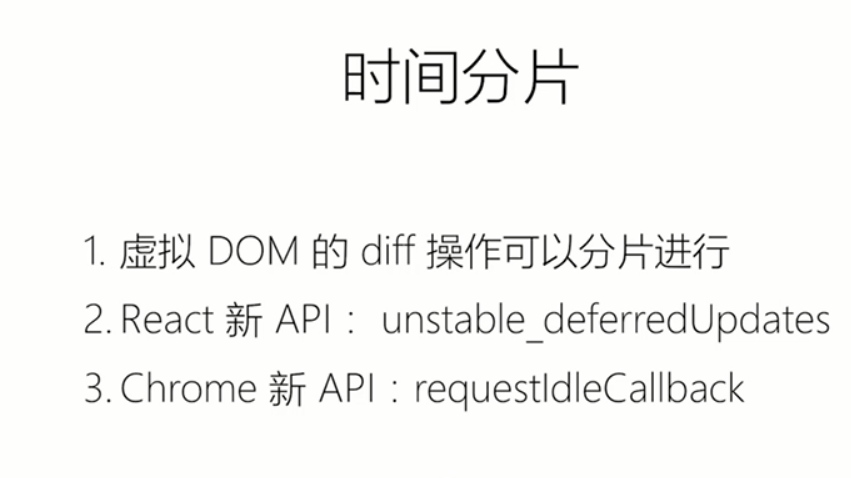 时间分片
1. 虚拟 DOM 的 diff 操作可以分片进行
2. React 新 API： unstable_deferredUpdates
3. Chrome 新 API：requestIdleCallback